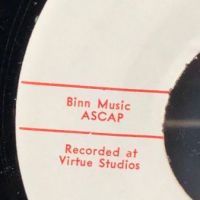 Binn Music
ASCAP
Recorded at
Virtue Studios